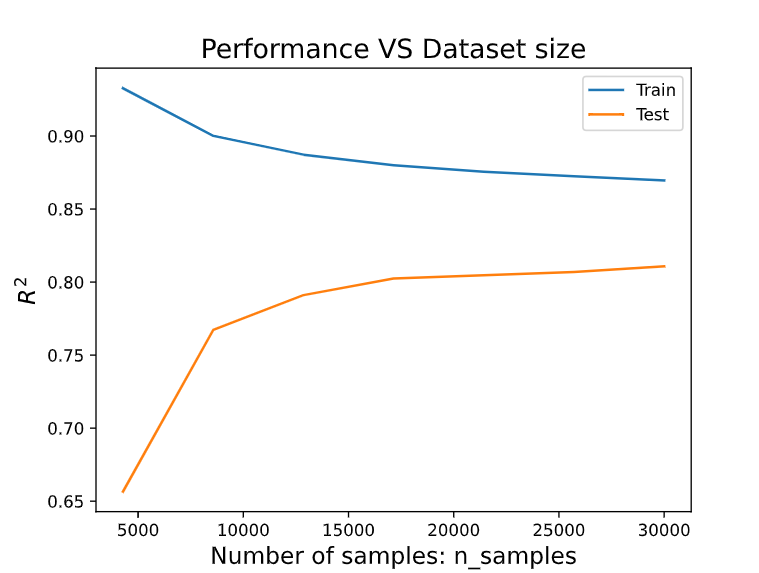 Performance VS Dataset size
Train
Test
0.90
0.85
0.80
0.75
0.70
0.65
R²
5000 10000 15000 20000 25000 30000
Number of samples: n_samples